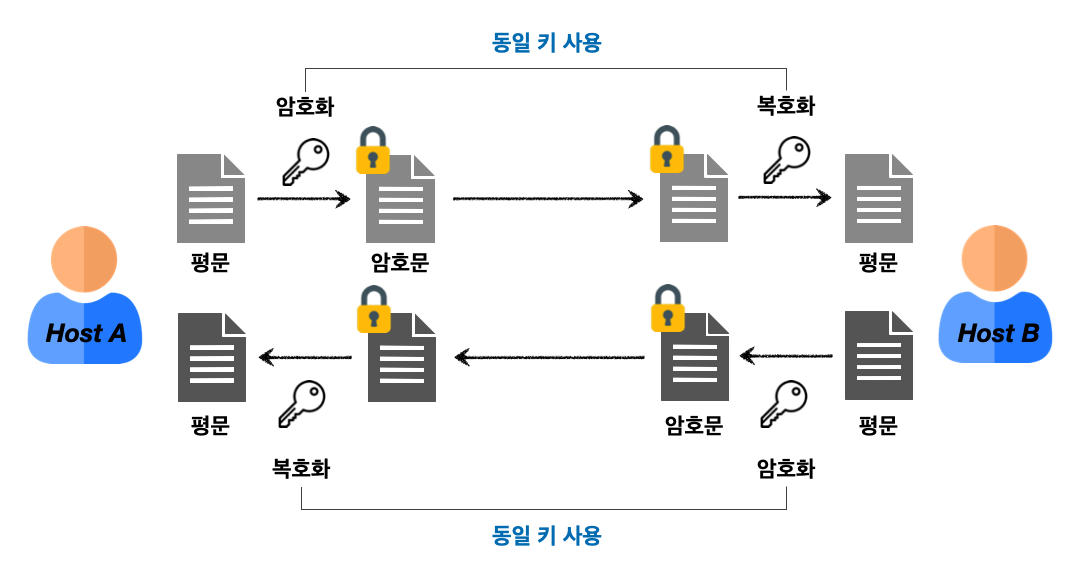 동일 키 사용
암호화
복호화
평문
암호문
평문
Host A
Host B
평문
암호문
평문
복호화
암호화
동일 키 사용